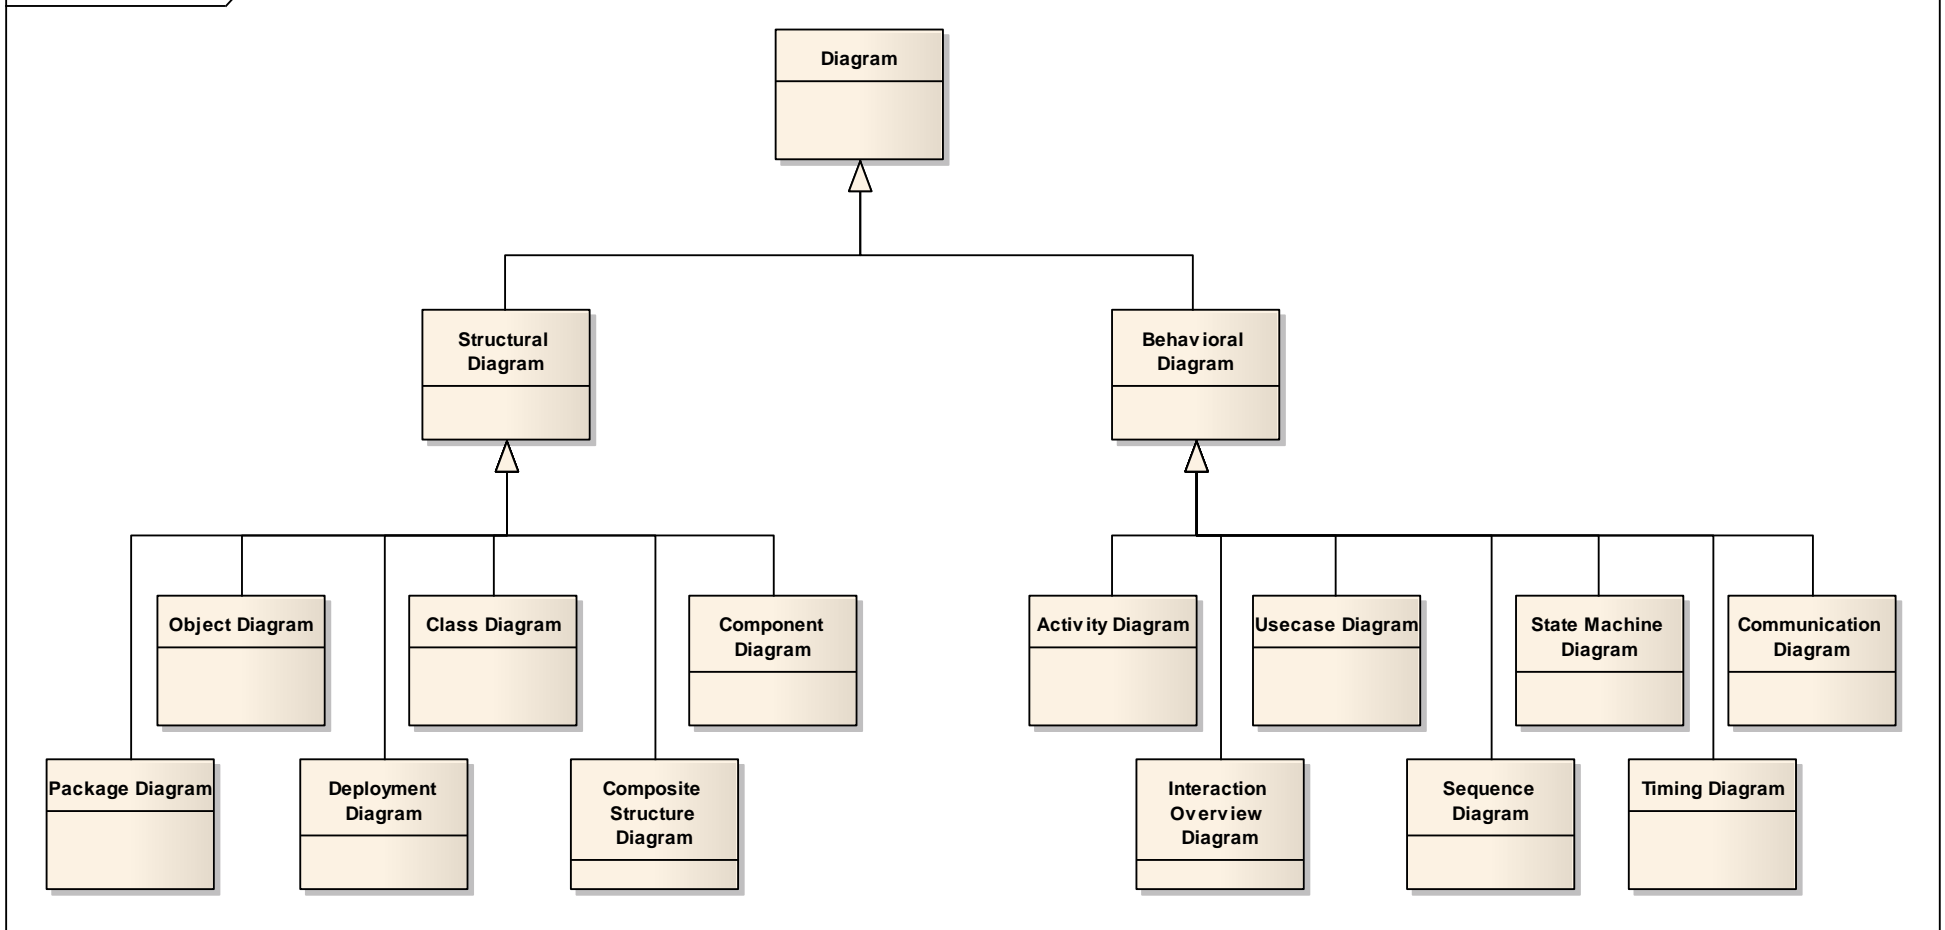 Diagram
Structural
Diagram
Behavioral
Diagram
Object Diagram
Class Diagram
Component
Diagram
Activity Diagram
Usecase Diagram
State Machine
Diagram
Communication
Diagram
Package Diagram
Deployment
Diagram
Composite
Structure
Diagram
Interaction
Overview
Diagram
Sequence
Diagram
Timing Diagram